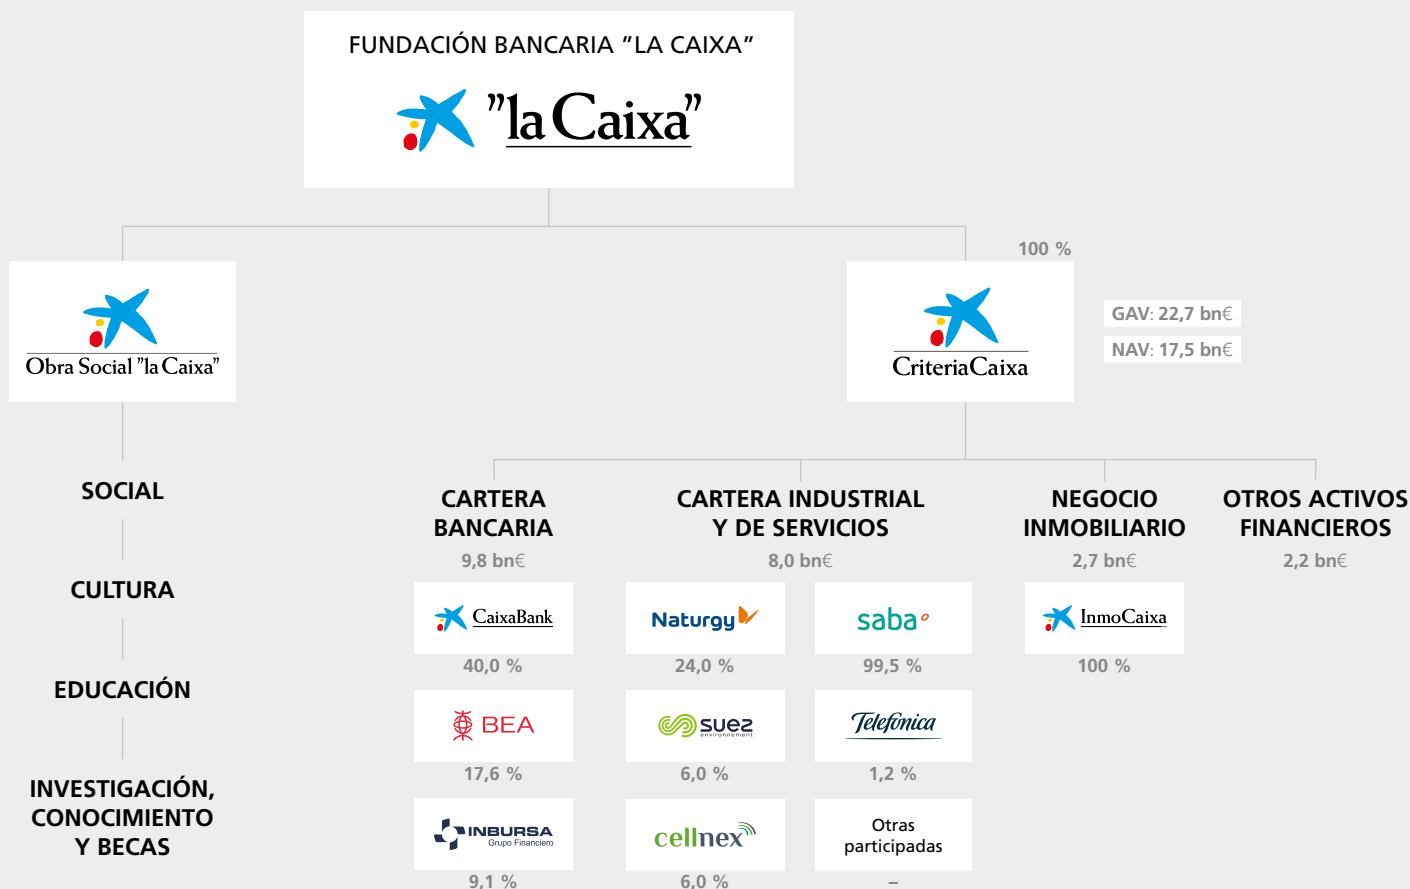 FUNDACIÓN BANCARIA ”LA CAIXA”
”la Caixa”
100 %
Obra Social ”la Caixa”
CriteriaCaixa
GAV: 22,7 bn€
NAV: 17,5 bn€
SOCIAL
CULTURA
EDUCACIÓN
INVESTIGACIÓN,
CONOCIMIENTO
Y BECAS
CARTERA
BANCARIA
9,8 bn€
CaixaBank
40,0 %
BEA
17,6 %
INBURSA
Grupo Financiero
9,1 %
CARTERA INDUSTRIAL
Y DE SERVICIOS
8,0 bn€
Naturgy
24,0 %
saba
99,5 %
suez
environnement
6,0 %
Telefónica
1,2 %
cellnex
6,0 %
Otras
participadas
–
NEGOCIO
INMOBILIARIO
2,7 bn€
InmoCaixa
100 %
OTROS ACTIVOS
FINANCIEROS
2,2 bn€